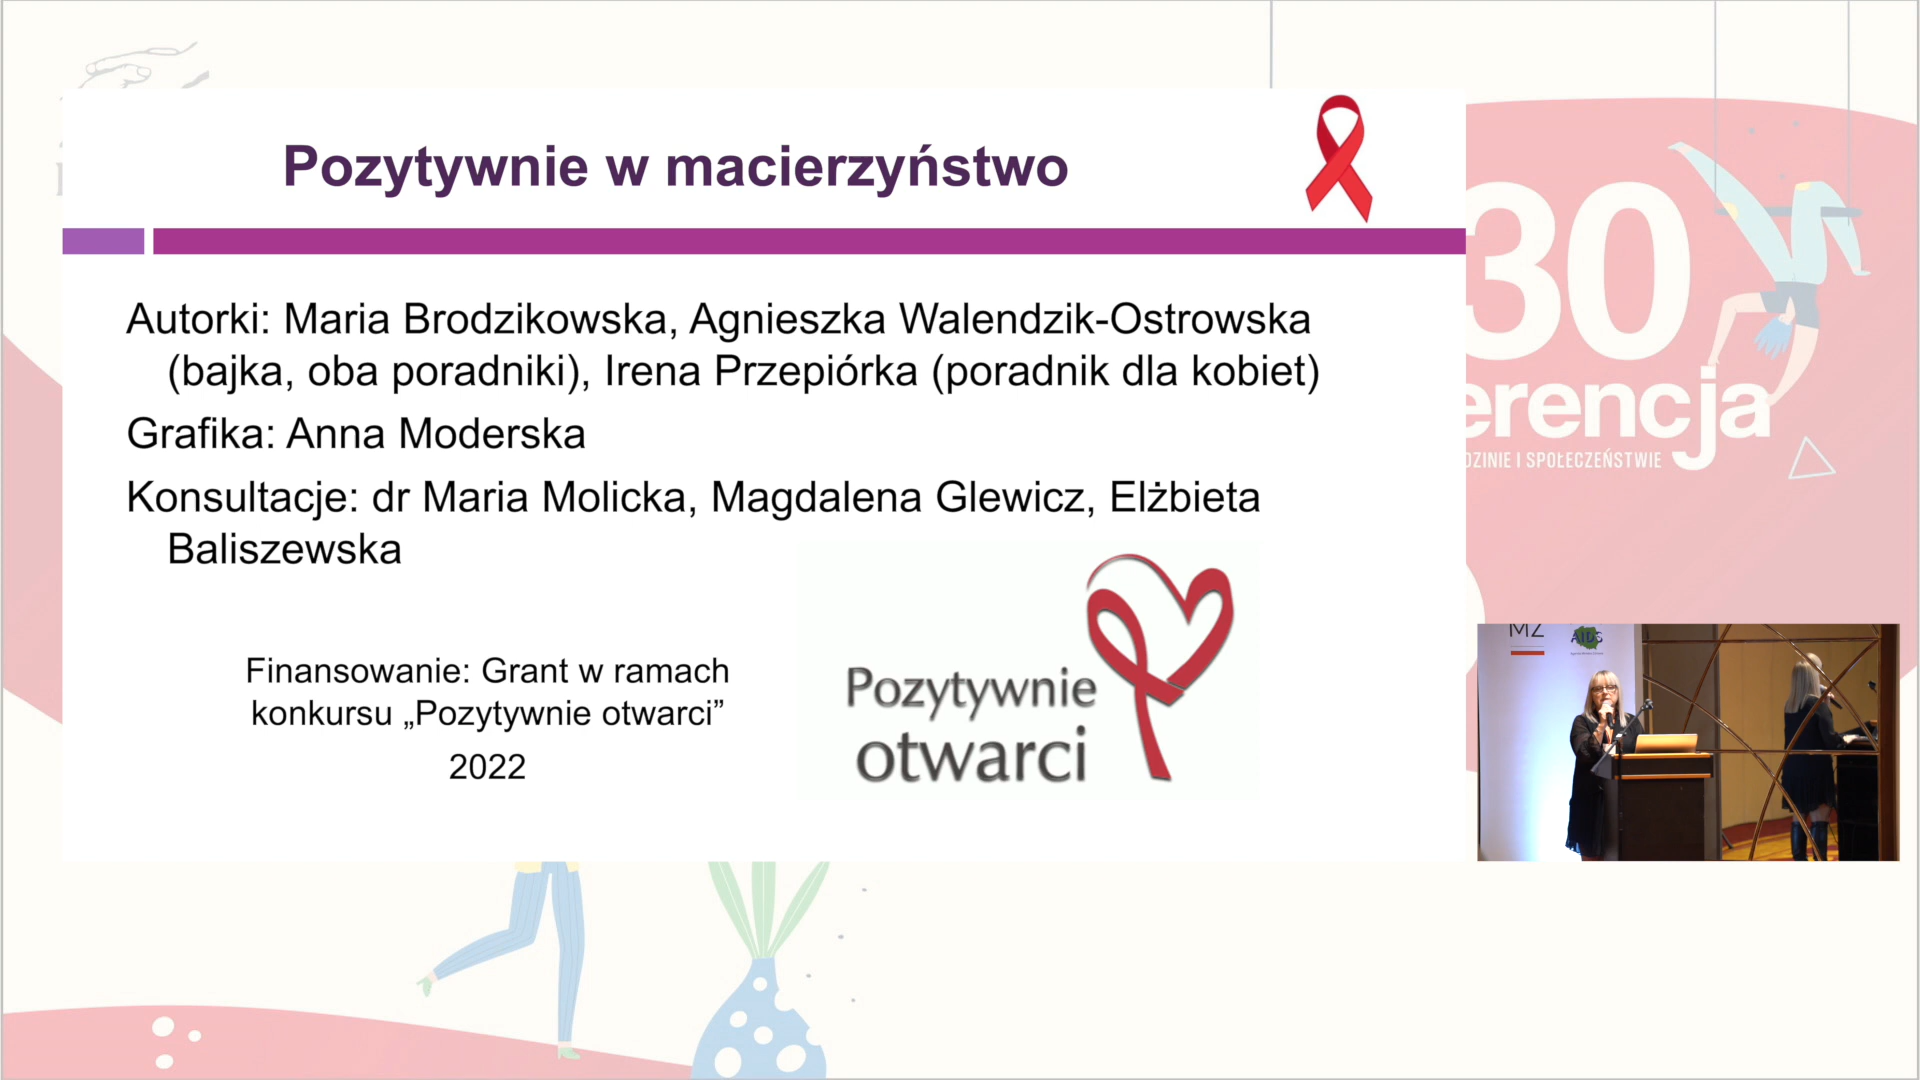 Pozytywnie w macierzyństwo
Autorki: Maria Brodzikowska, Agnieszka Walendzik-Ostrowska
(bajka, oba poradniki), Irena Przepiórka (poradnik dla kobiet)
Grafika: Anna Moderska
Konsultacje: dr Maria Molicka, Magdalena Glewicz, Elżbieta
Baliszewska
Finansowanie: Grant w ramach
konkursu „Pozytywnie otwarci”
2022
Pozytywnie
otwarci
30
erencja
DZINIE I SPOŁECZEŃSTWIE
MZ
AIDS